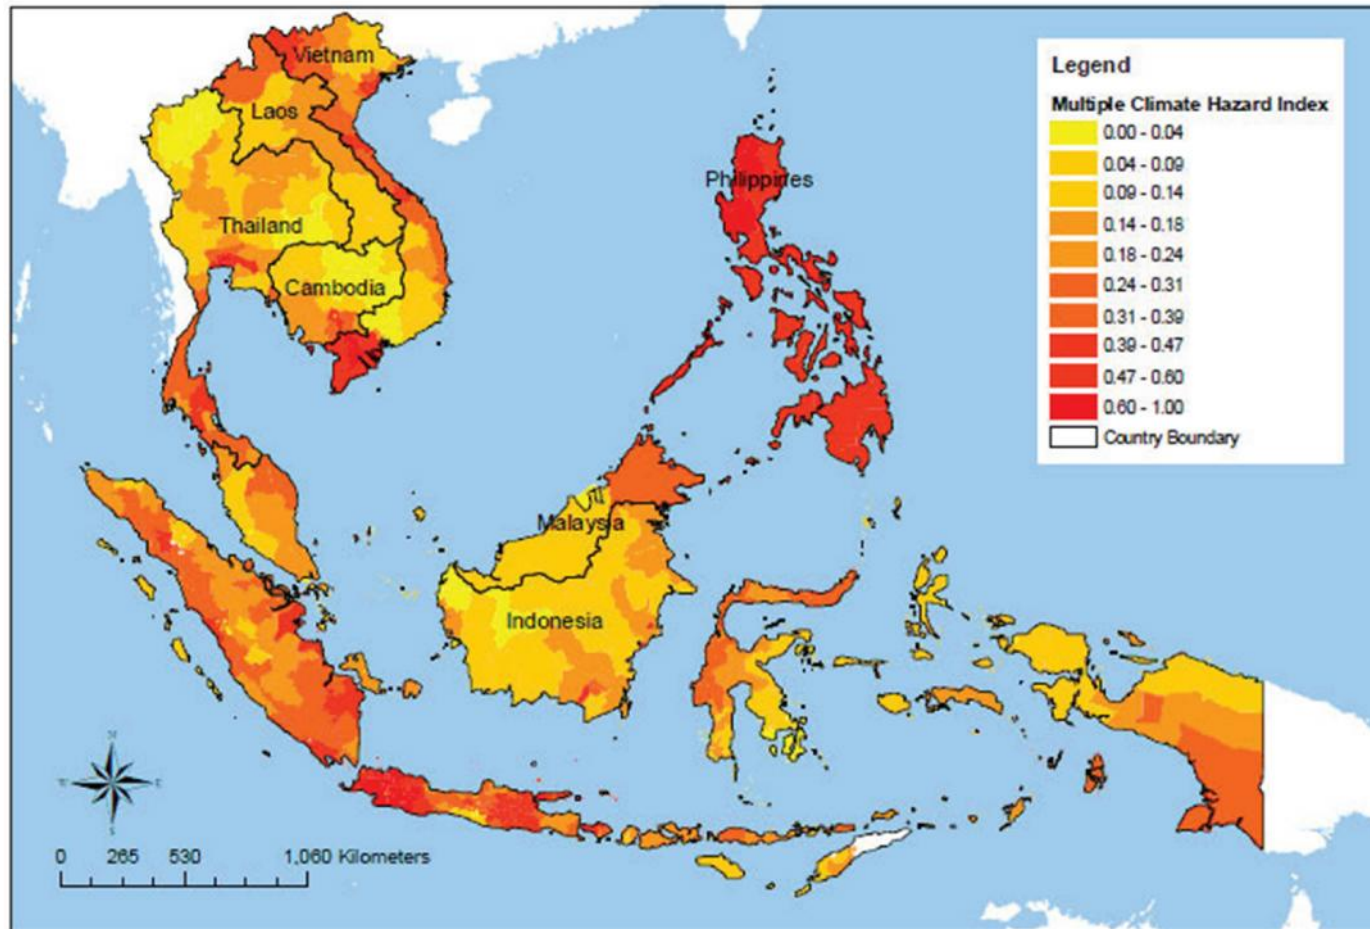 Vietnam
Laos
Thailand
Cambodia
Philippines
Malaysia
Indonesia
Legend
Multiple Climate Hazard Index
0.00 - 0.04
0.04 - 0.09
0.09 - 0.14
0.14 - 0.18
0.18 - 0.24
0.24 - 0.31
0.31 - 0.39
0.39 - 0.47
0.47 - 0.60
0.60 - 1.00
Country Boundary
N
W E
S
0 265 530 1,060 Kilometers